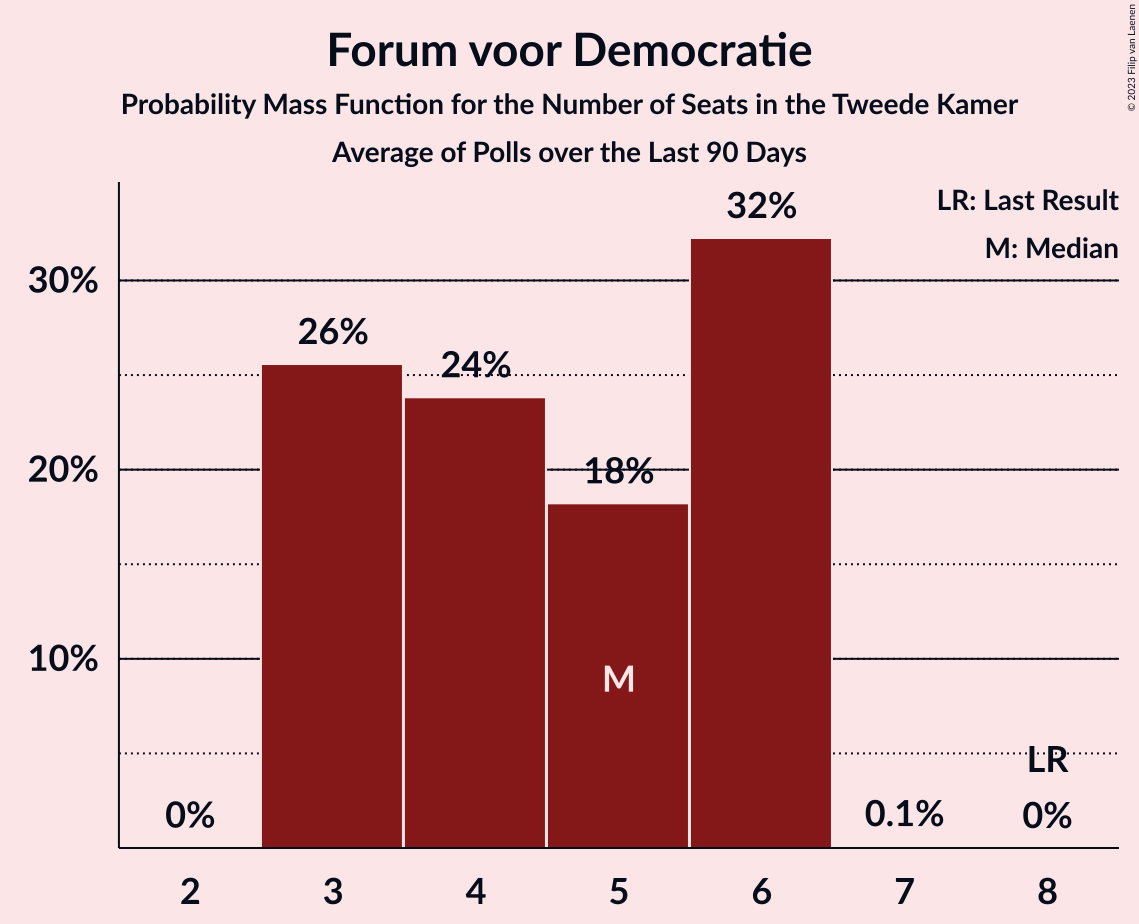 Forum voor Democratie
Probability Mass Function for the Number of Seats in the Tweede Kamer
Average of Polls over the Last 90 Days
© 2023 Filip van Laenen
LR: Last Result
M: Median
30%
20%
10%
0%
26%
24%
18%
32%
0.1%
0%
M
LR
2
3
4
5
6
7
8